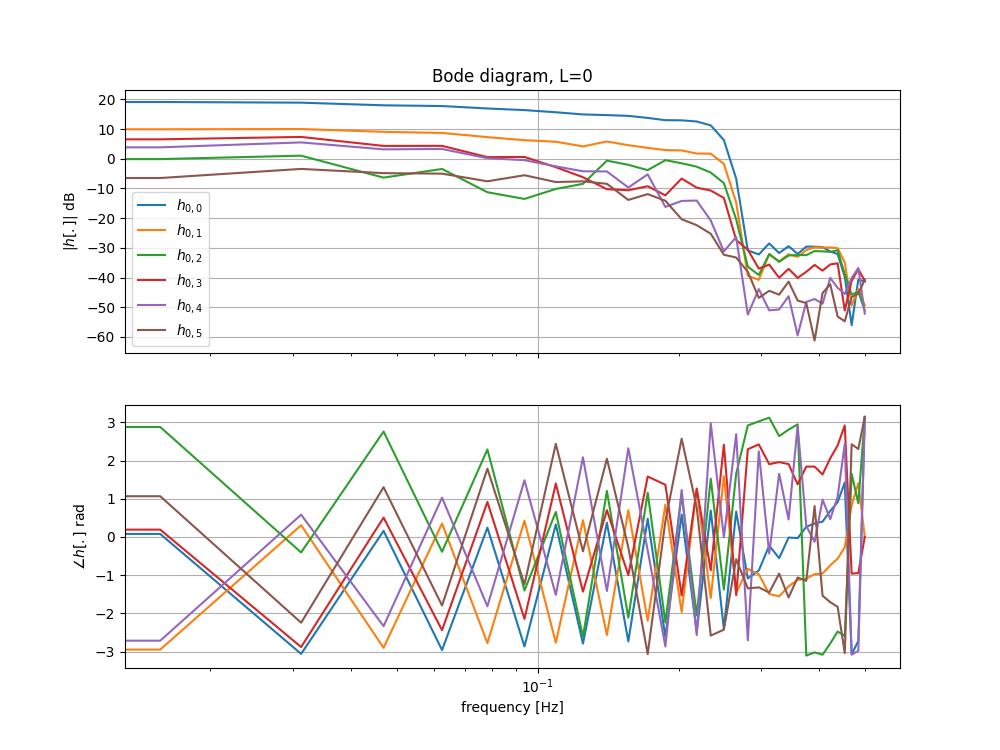 Bode diagram, L=0
|h[.]| dB
20
10
0
−10
−20
−30
−40
−50
−60
h0,0
h0,1
h0,2
h0,3
h0,4
h0,5
∠h[.] rad
3
2
1
0
−1
−2
−3
10⁻¹
frequency [Hz]